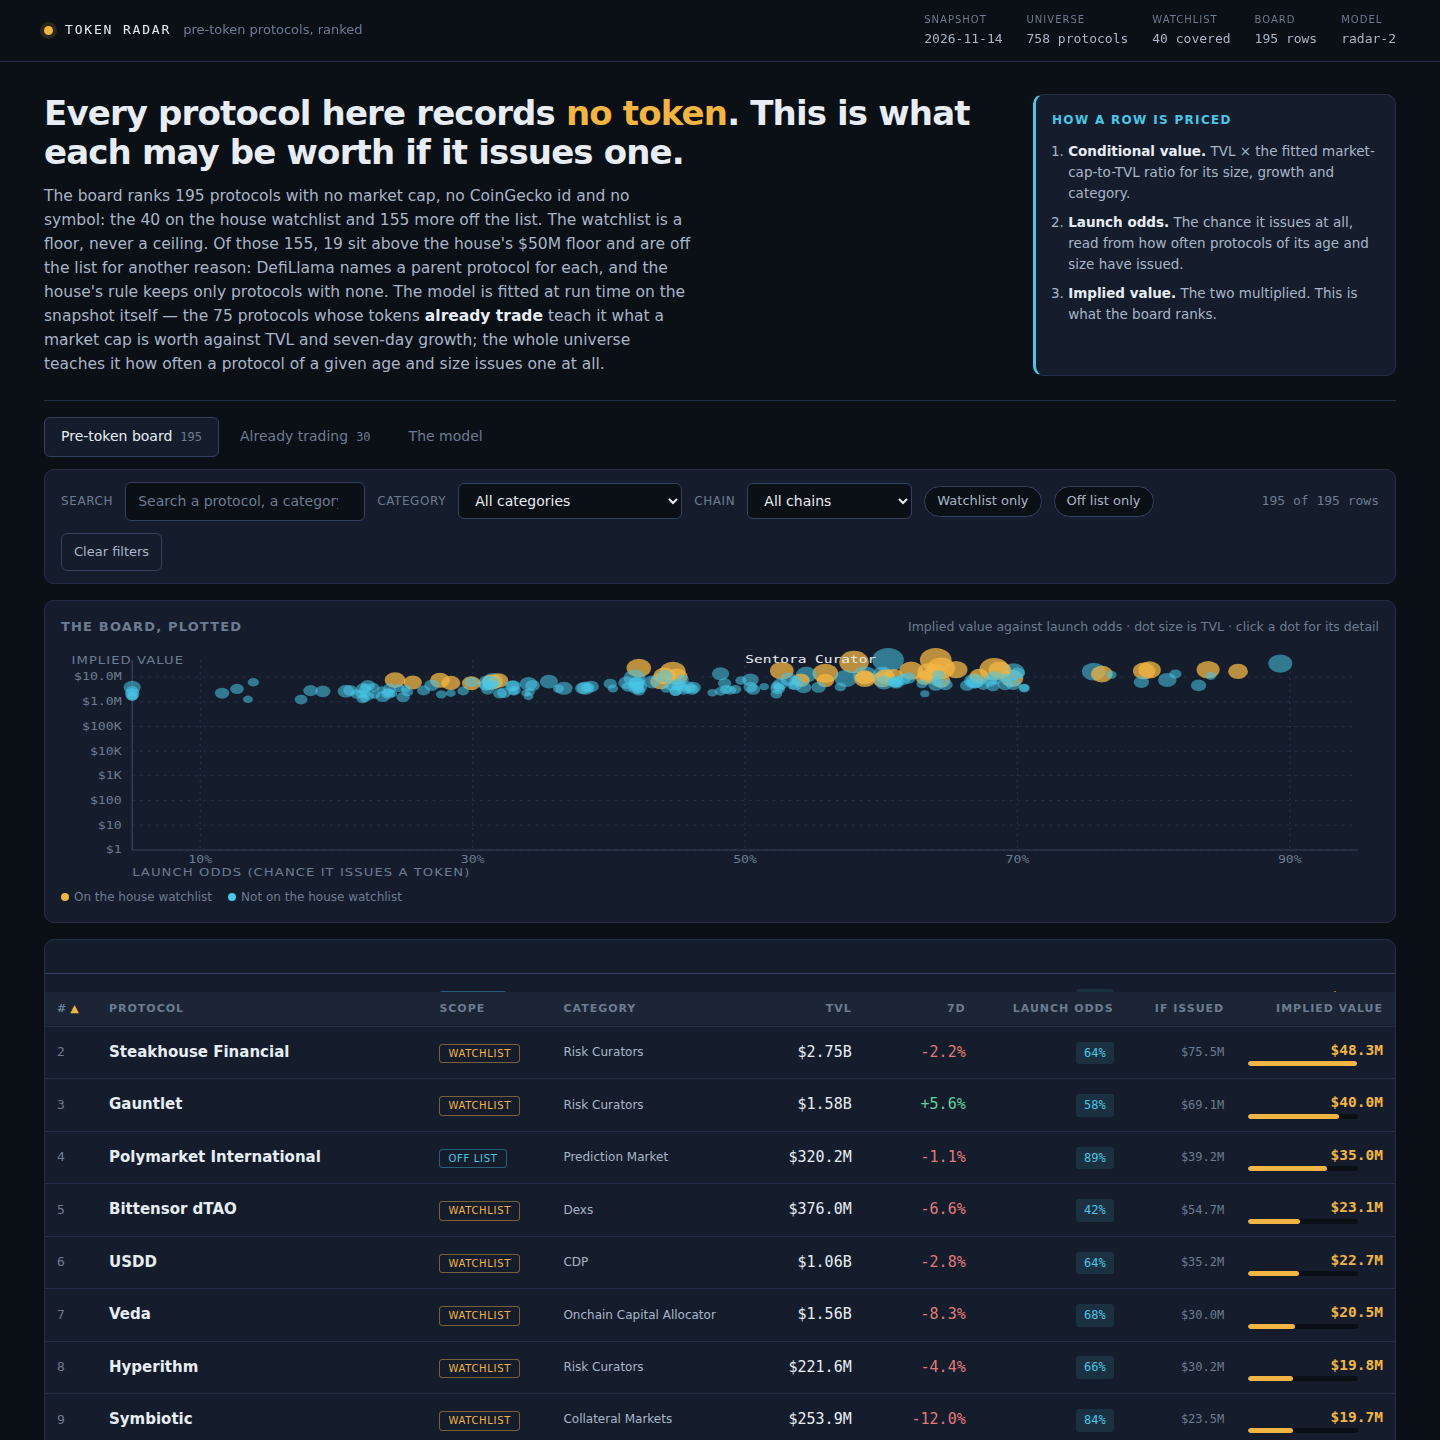 TOKEN RADAR pre-token protocols, ranked
SNAPSHOT UNIVERSE WATCHLIST BOARD MODEL
2026-11-14 758 protocols 40 covered 195 rows radar-2
Every protocol here records no token. This is what
each may be worth if it issues one.
The board ranks 195 protocols with no market cap, no CoinGecko id and no
symbol: the 40 on the house watchlist and 155 more off the list. The watchlist is a
floor, never a ceiling. Of those 155, 19 sit above the house's $50M floor and are off
the list for another reason: DefiLlama names a parent protocol for each, and the
house's rule keeps only protocols with none. The model is fitted at run time on the
snapshot itself — the 75 protocols whose tokens already trade teach it what a
market cap is worth against TVL and seven-day growth; the whole universe
teaches it how often a protocol of a given age and size issues one at all.
HOW A ROW IS PRICED
1. Conditional value. TVL × the fitted market-
cap-to-TVL ratio for its size, growth and
category.
2. Launch odds. The chance it issues at all,
read from how often protocols of its age and
size have issued.
3. Implied value. The two multiplied. This is
what the board ranks.
Pre-token board 195 Already trading 30 The model
SEARCH Search a protocol, a category CATEGORY All categories CHAIN All chains Watchlist only Off list only 195 of 195 rows
Clear filters
THE BOARD, PLOTTED Implied value against launch odds · dot size is TVL · click a dot for its detail
IMPLIED VALUE
Sentora Curator
$10.0M
$1.0M
$100K
$10K
$1K
$100
$10
$1
10% 30% 50% 70% 90%
LAUNCH ODDS (CHANCE IT ISSUES A TOKEN)
On the house watchlist Not on the house watchlist
# ▲ PROTOCOL SCOPE CATEGORY TVL 7D LAUNCH ODDS IF ISSUED IMPLIED VALUE
2 Steakhouse Financial WATCHLIST Risk Curators $2.75B -2.2% 64% $75.5M $48.3M
3 Gauntlet WATCHLIST Risk Curators $1.58B +5.6% 58% $69.1M $40.0M
4 Polymarket International OFF LIST Prediction Market $320.2M -1.1% 89% $39.2M $35.0M
5 Bittensor dTAO WATCHLIST Dexs $376.0M -6.6% 42% $54.7M $23.1M
6 USDD WATCHLIST CDP $1.06B -2.8% 64% $35.2M $22.7M
7 Veda WATCHLIST Onchain Capital Allocator $1.56B -8.3% 68% $30.0M $20.5M
8 Hyperithm WATCHLIST Risk Curators $221.6M -4.4% 66% $30.2M $19.8M
9 Symbiotic WATCHLIST Collateral Markets $253.9M -12.0% 84% $23.5M $19.7M